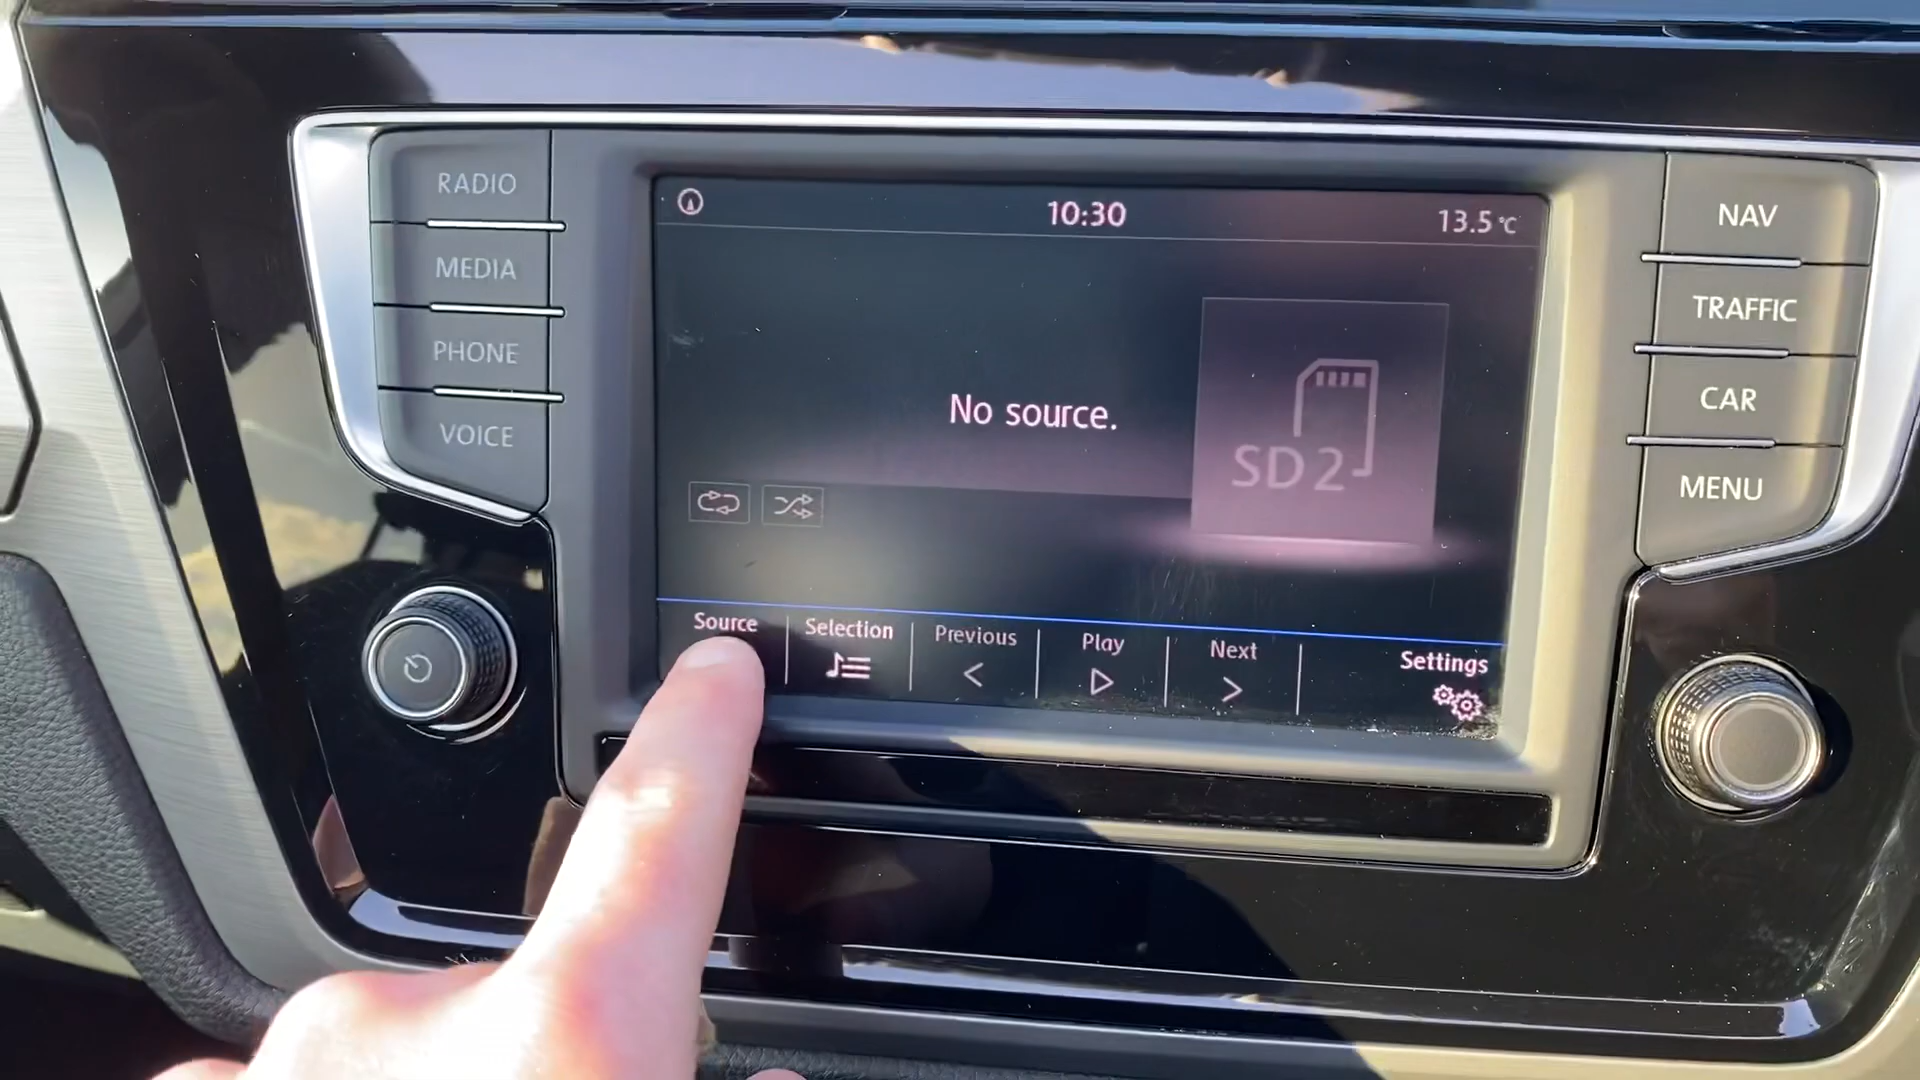 RADIO
MEDIA
PHONE
VOICE
10:30
13.5 °C
No source.
SD 2
Source
Selection
Previous
Play
Next
Settings
NAV
TRAFFIC
CAR
MENU